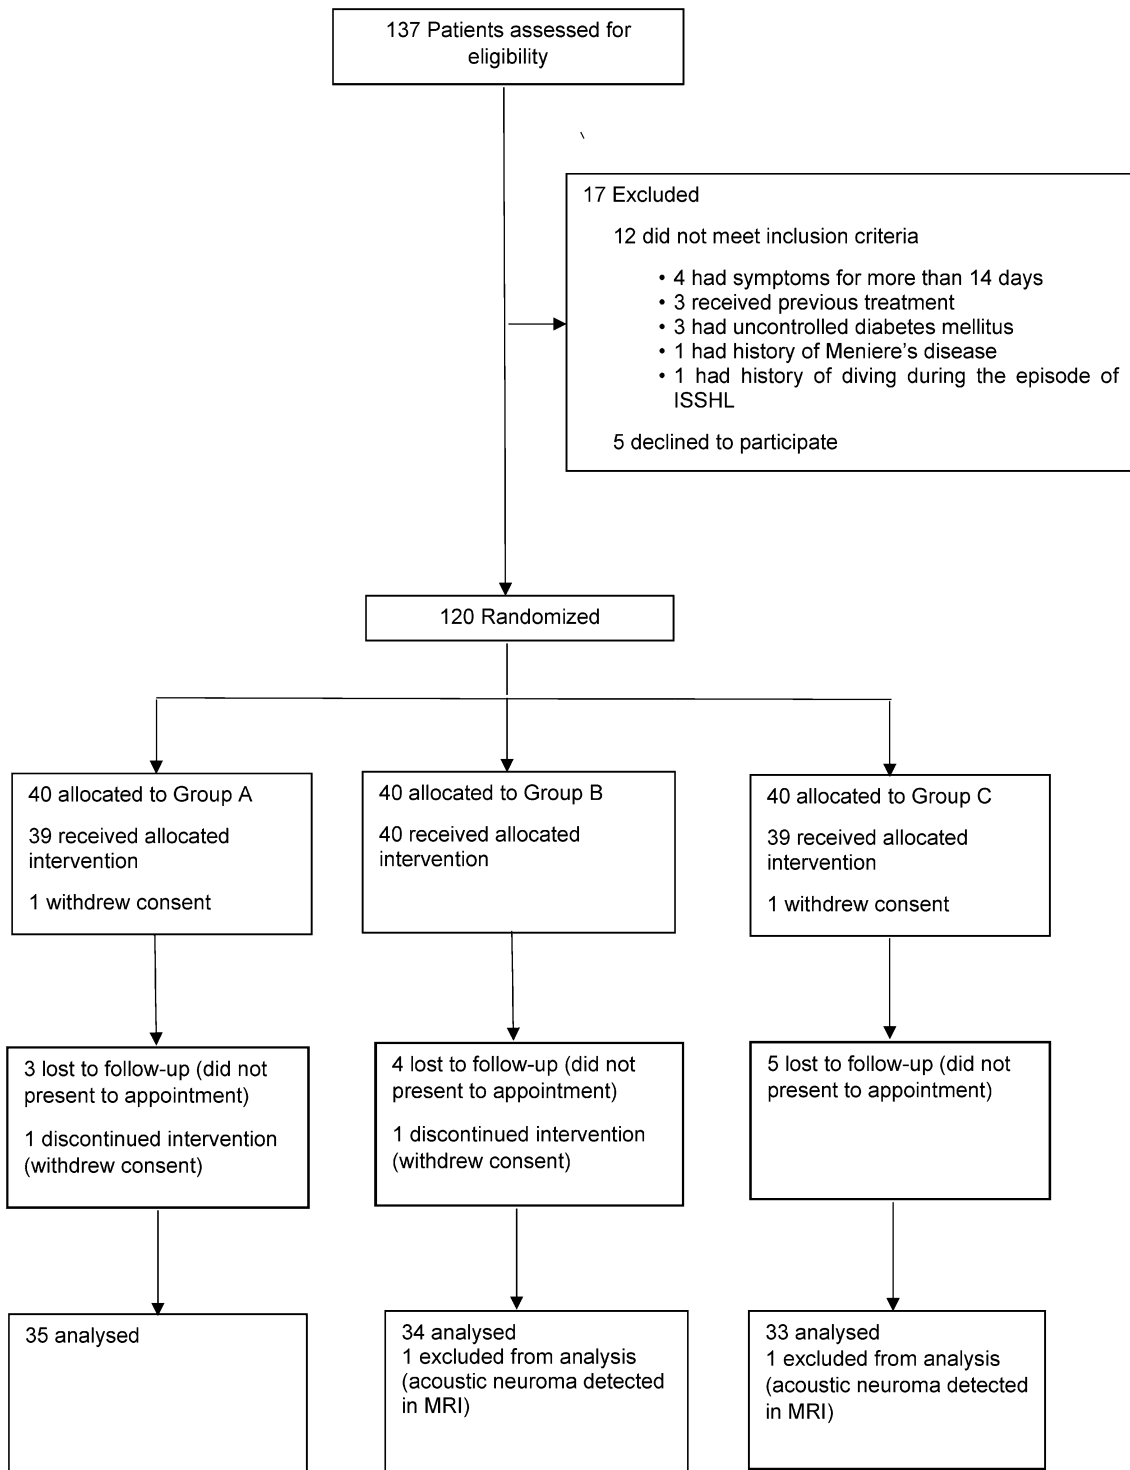 137 Patients assessed for
eligibility
17 Excluded
12 did not meet inclusion criteria
• 4 had symptoms for more than 14 days
• 3 received previous treatment
• 3 had uncontrolled diabetes mellitus
• 1 had history of Meniere’s disease
• 1 had history of diving during the episode of
ISSHL
5 declined to participate
120 Randomized
40 allocated to Group A
39 received allocated
intervention
1 withdrew consent
40 allocated to Group B
40 received allocated
intervention
40 allocated to Group C
39 received allocated
intervention
1 withdrew consent
3 lost to follow-up (did not
present to appointment)
1 discontinued intervention
(withdrew consent)
4 lost to follow-up (did not
present to appointment)
1 discontinued intervention
(withdrew consent)
5 lost to follow-up (did not
present to appointment)
35 analysed
34 analysed
1 excluded from analysis
(acoustic neuroma detected
in MRI)
33 analysed
1 excluded from analysis
(acoustic neuroma detected
in MRI)